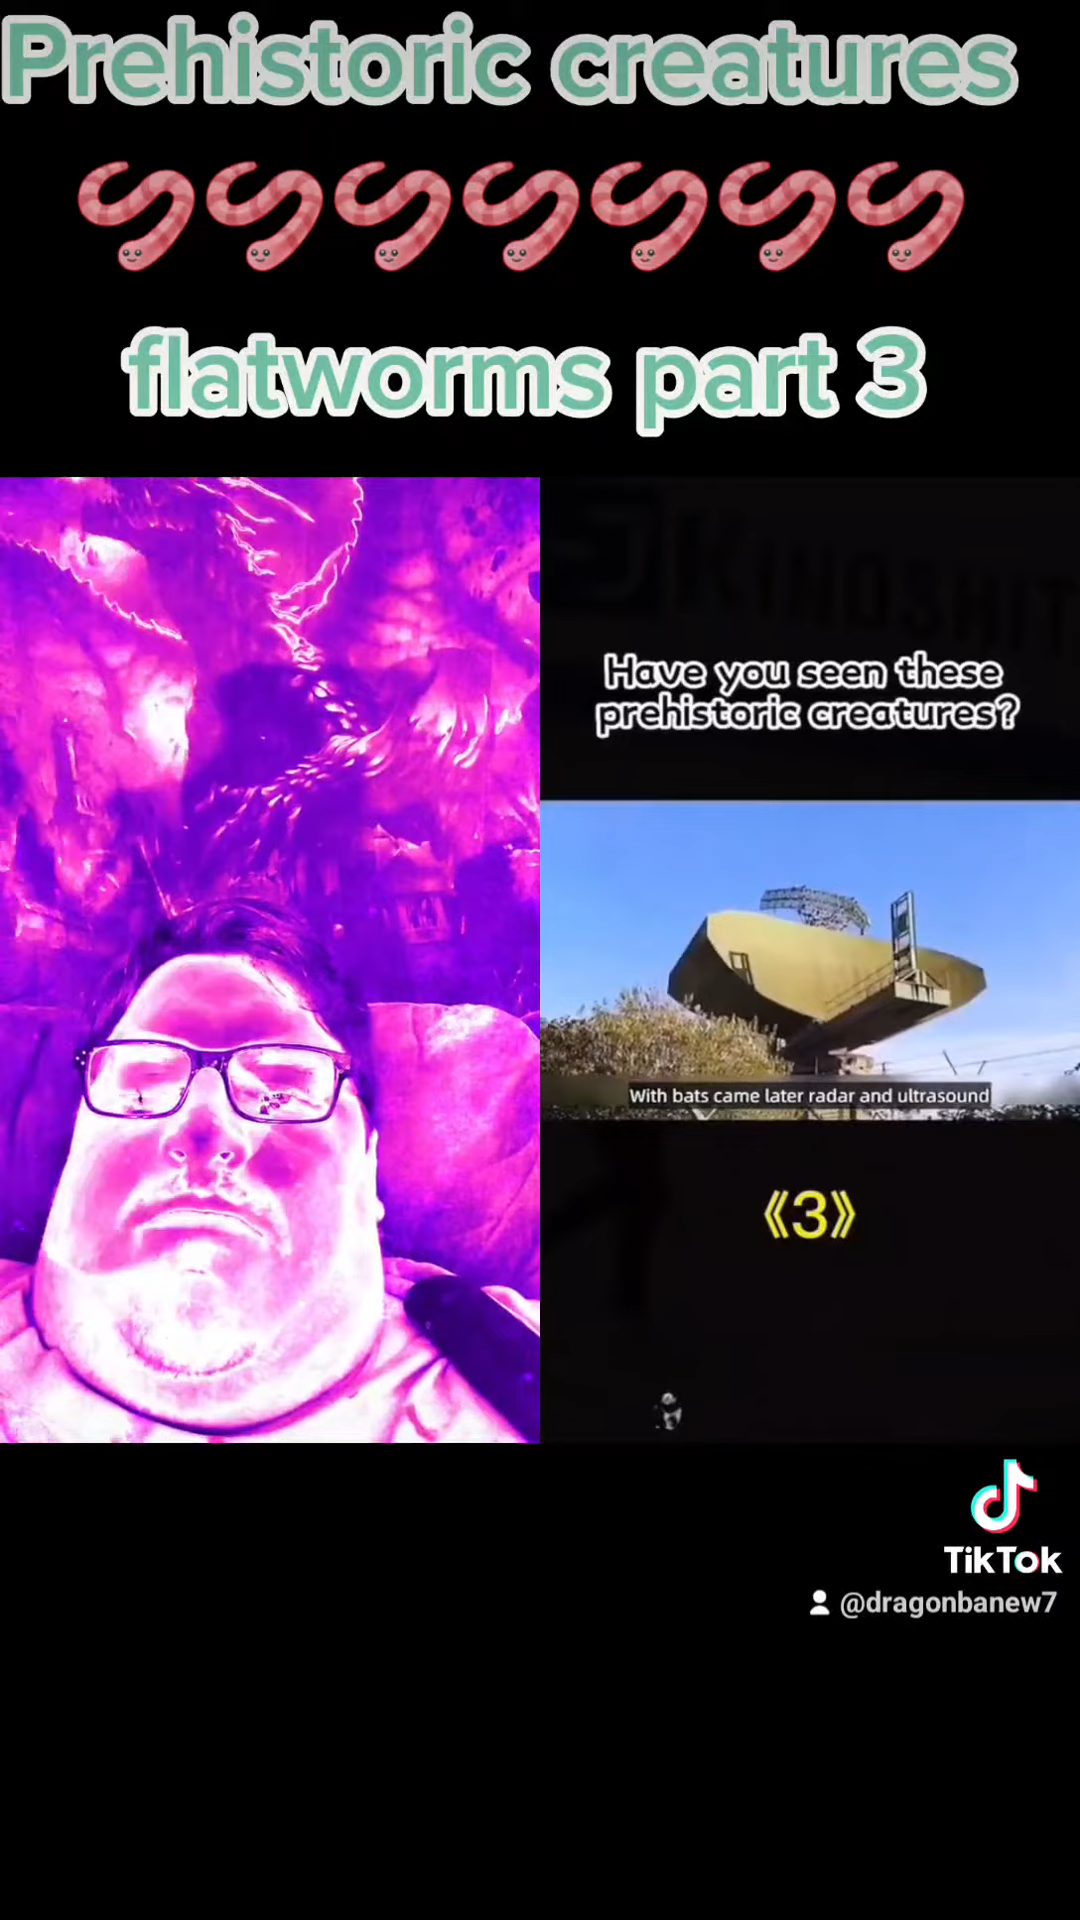 Prehistoric creatures
flatworms part 3
Have you seen these
prehistoric creatures?
With bats came later radar and ultrasound
《3》
TikTok
@dragonbanew7